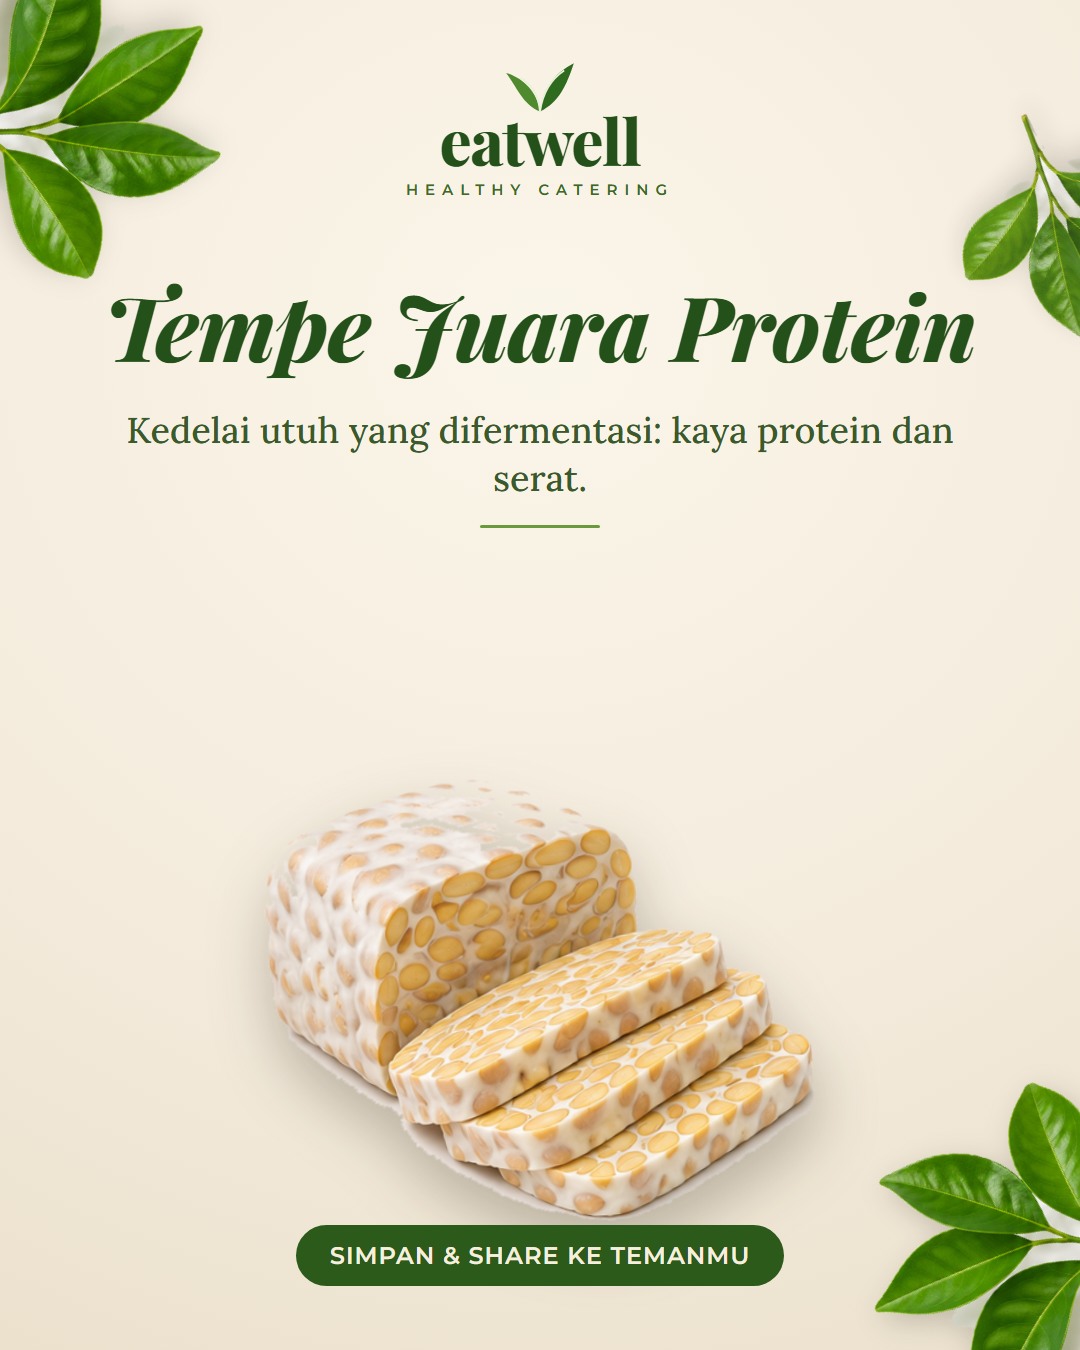 eatwell
HEALTHY CATERING
Tempe Juara Protein
Kedelai utuh yang difermentasi: kaya protein dan
serat.
SIMPAN & SHARE KE TEMANMU